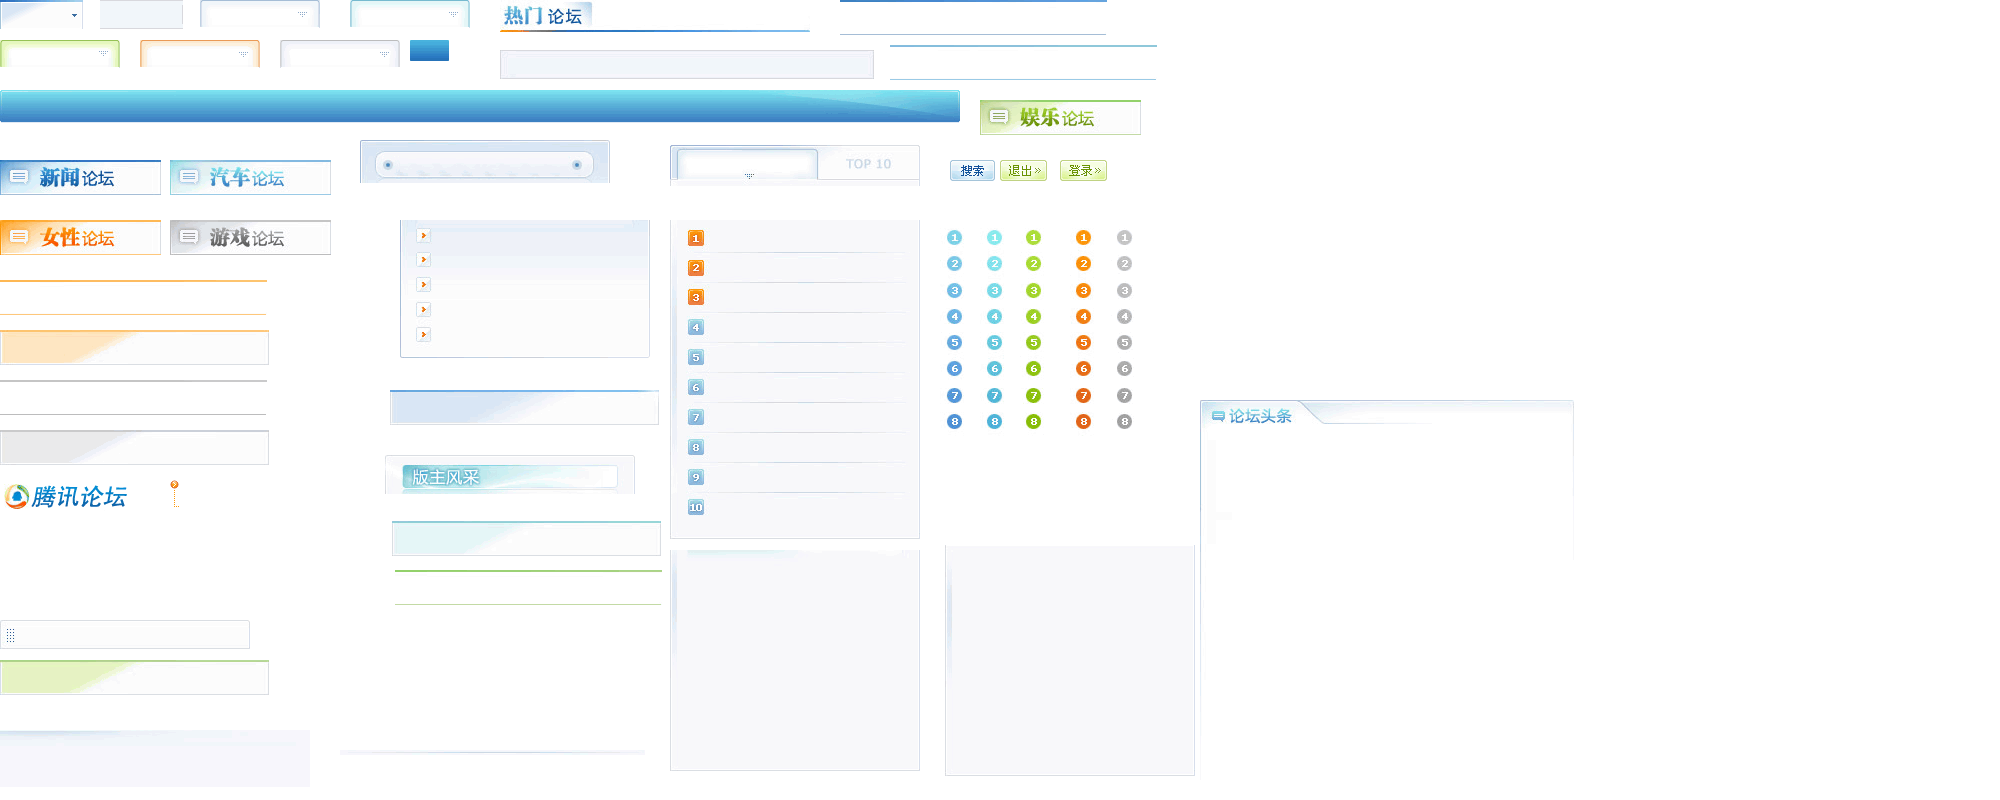 热门 论坛
娱乐论坛
新闻论坛
汽车论坛
TOP 10
搜索
退出»
登录»
女性论坛
游戏论坛
1
2
3
4
5
6
7
8
9
10
1 1 1 1 1
2 2 2 2 2
3 3 3 3 3
4 4 4 4 4
5 5 5 5 5
6 6 6 6 6
7 7 7 7 7
8 8 8 8 8
论坛头条
版主风采
腾讯论坛